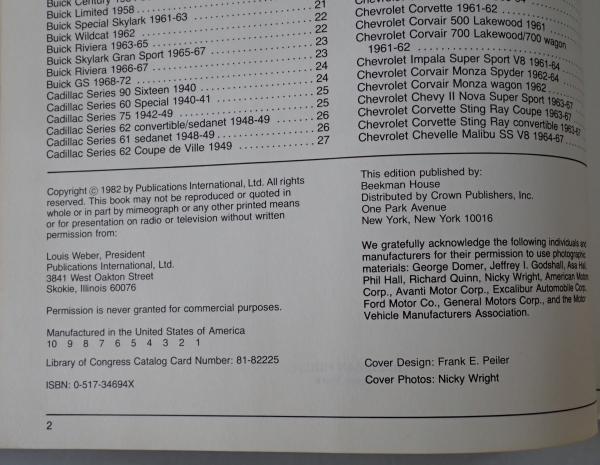 Buick Limited 1958 . . . . . . . . . . . . . . . . . . . . . 21
Buick Special Skylark 1961-63 . . . . . . . . . . . . 22
Buick Wildcat 1962 . . . . . . . . . . . . . . . . . . . . . 22
Buick Riviera 1963-65 . . . . . . . . . . . . . . . . . . . 23
Buick Skylark Gran Sport 1965-67 . . . . . . . . . 23
Buick Riviera 1966-67 . . . . . . . . . . . . . . . . . . . 24
Buick GS 1968-72 . . . . . . . . . . . . . . . . . . . . . . 24
Cadillac Series 90 Sixteen 1940 . . . . . . . . . . . 25
Cadillac Series 60 Special 1940-41 . . . . . . . . 25
Cadillac Series 75 1942-49 . . . . . . . . . . . . . . . 26
Cadillac Series 62 convertible/sedanet 1948-49 . . . 26
Cadillac Series 61 sedanet 1948-49 . . . . . . . . 26
Cadillac Series 62 Coupe de Ville 1949 . . . . . 27
Chevrolet Corvette 1961-62 . . . . . . . . . .
Chevrolet Corvair 500 Lakewood 1961
Chevrolet Corvair 700 Lakewood/700 wagon
1961-62 . . . . . . . . . . . . . . . . . . . .
Chevrolet Impala Super Sport V8 1961-64 . . .
Chevrolet Corvair Monza Spyder 1962-64 . . .
Chevrolet Corvair Monza wagon 1962 . . . . .
Chevrolet Chevy II Nova Super Sport 1963-67
Chevrolet Corvette Sting Ray Coupe 1963-67
Chevrolet Corvette Sting Ray convertible 1963-67
Chevrolet Chevelle Malibu SS V8 1964-67 . . . .
Copyright © 1982 by Publications International, Ltd. All rights
reserved. This book may not be reproduced or quoted in
whole or in part by mimeograph or any other printed means
or for presentation on radio or television without written
permission from:
Louis Weber, President
Publications International, Ltd.
3841 West Oakton Street
Skokie, Illinois 60076
Permission is never granted for commercial purposes.
Manufactured in the United States of America
10 9 8 7 6 5 4 3 2 1
Library of Congress Catalog Card Number: 81-82225
ISBN: 0-517-34694X
This edition published by:
Beekman House
Distributed by Crown Publishers, Inc.
One Park Avenue
New York, New York 10016
We gratefully acknowledge the following individuals and
manufacturers for their permission to use photographic
materials: George Domer, Jeffrey I. Godshall, Asa Hall,
Phil Hall, Richard Quinn, Nicky Wright, American Motors
Corp., Avanti Motor Corp., Excalibur Automobile Corp.
Ford Motor Co., General Motors Corp., and the Motor
Vehicle Manufacturers Association.
Cover Design: Frank E. Peiler
Cover Photos: Nicky Wright
2